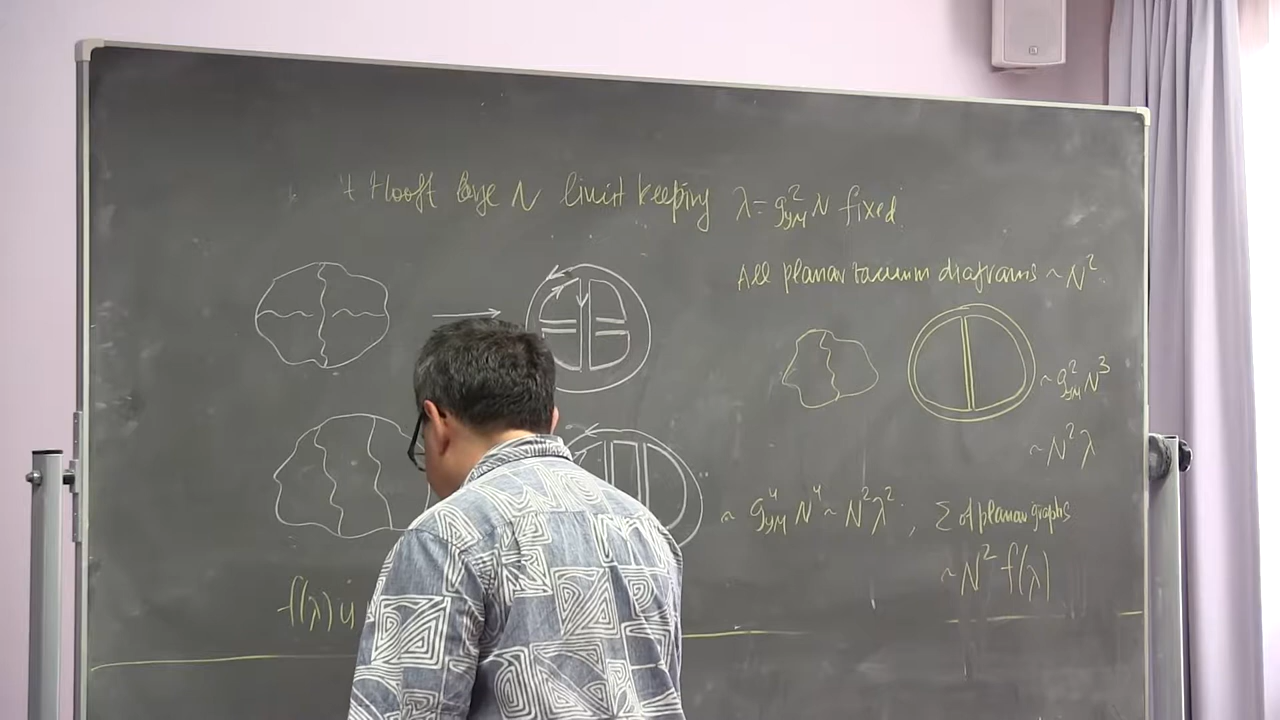 't Hooft large N limit keeping λ = g²_YM N fixed.
All planar vacuum diagrams ~ N².
~ g²_YM N³
~ N² λ
~ g⁴_YM N⁴ ~ N² λ² ; Σ of planar graphs
~ N² f(λ)
f(λ) is